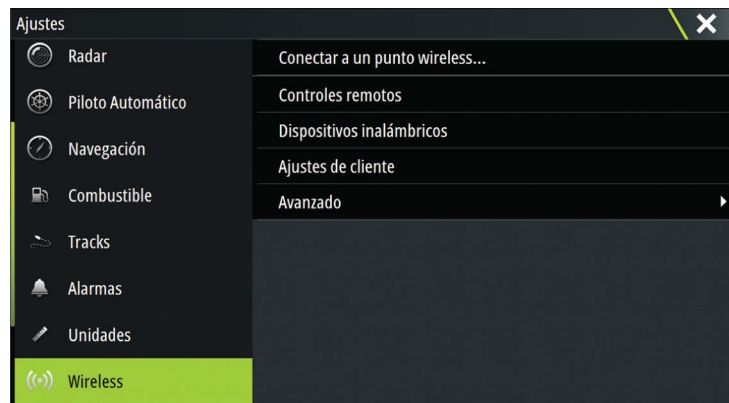 Ajustes
Radar
Piloto Automático
Navegación
Combustible
Tracks
Alarmas
Unidades
Wireless
Conectar a un punto wireless...
Controles remotos
Dispositivos inalámbricos
Ajustes de cliente
Avanzado